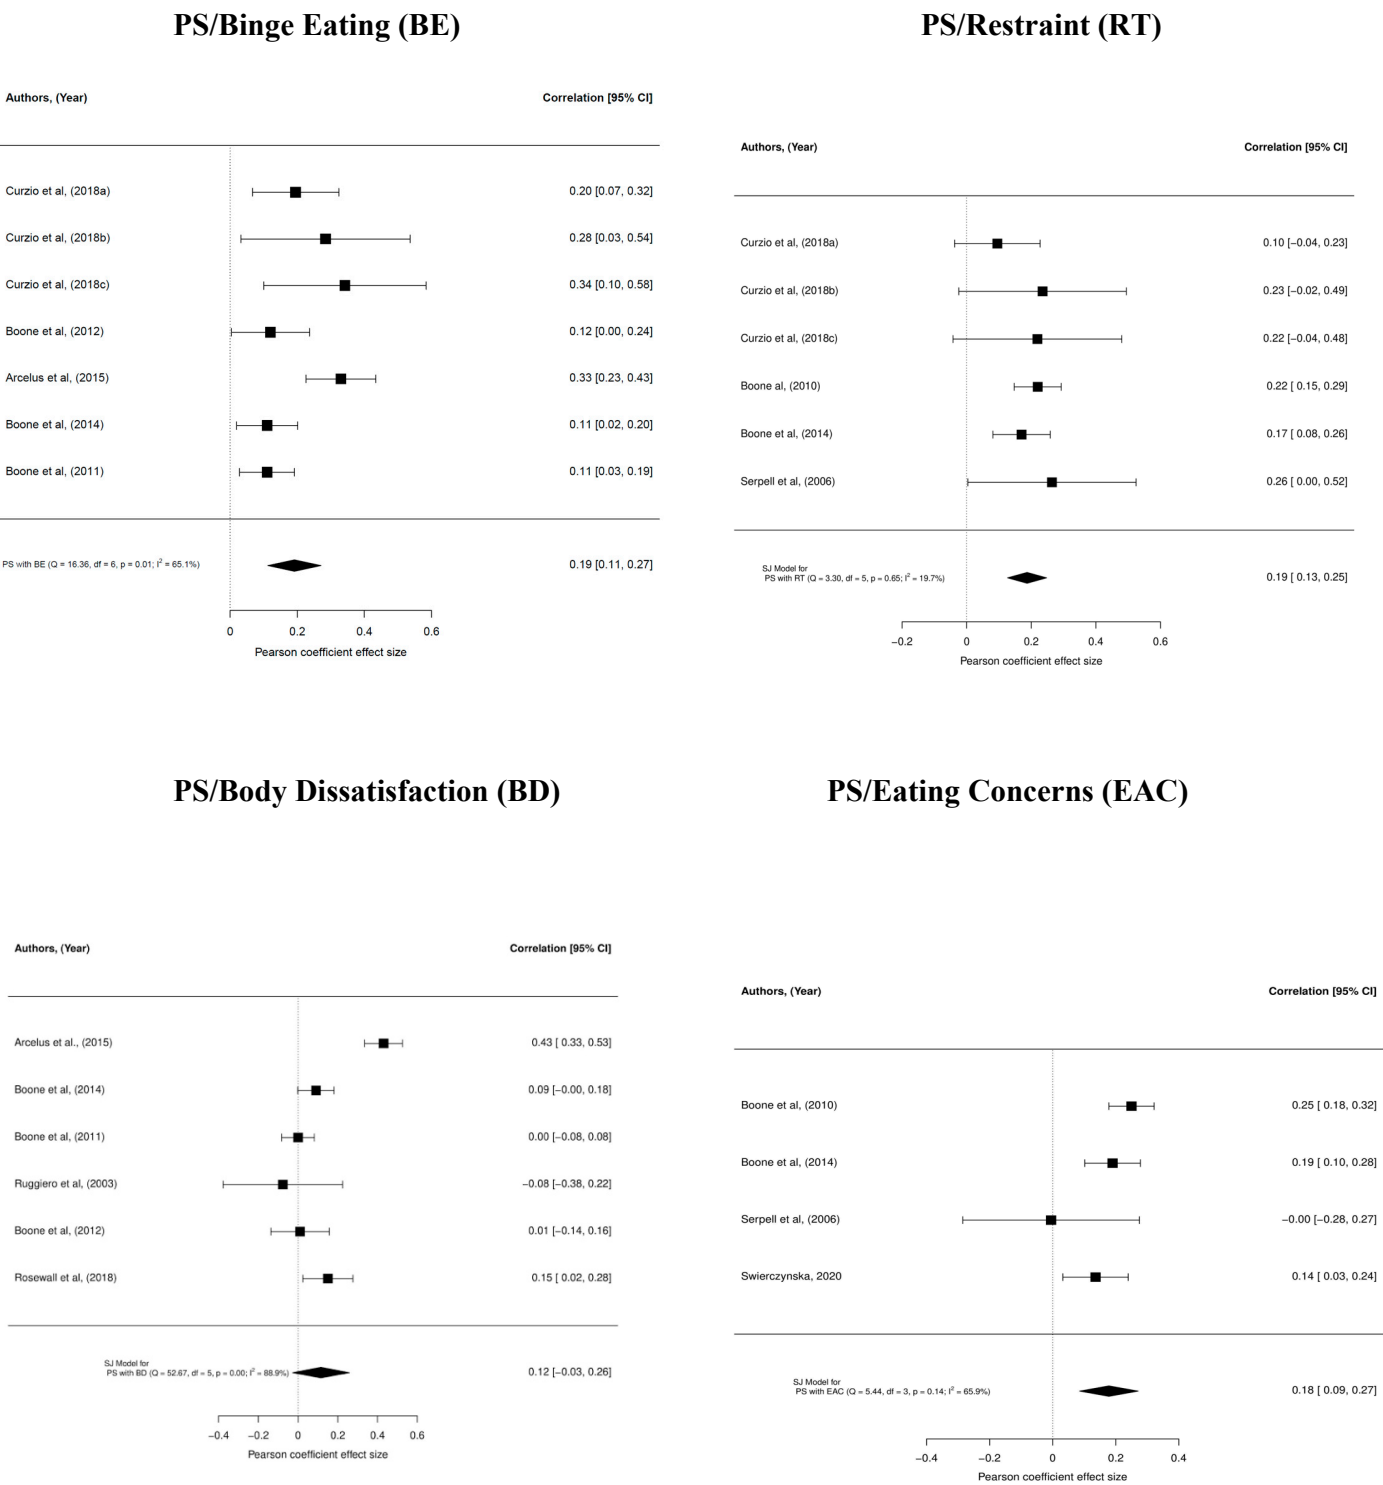 PS/Binge Eating (BE)
Authors, (Year) Correlation [95% CI]
Curzio et al, (2018a) 0.20 [0.07, 0.32]
Curzio et al, (2018b) 0.28 [0.03, 0.54]
Curzio et al, (2018c) 0.34 [0.10, 0.58]
Boone et al, (2012) 0.12 [0.00, 0.24]
Arcelus et al, (2015) 0.33 [0.23, 0.43]
Boone et al, (2014) 0.11 [0.02, 0.20]
Boone et al, (2011) 0.11 [0.03, 0.19]
PS with BE (Q = 16.36, df = 6, p = 0.01; I² = 65.1%) 0.19 [0.11, 0.27]
0 0.2 0.4 0.6
Pearson coefficient effect size
PS/Restraint (RT)
Authors, (Year) Correlation [95% CI]
Curzio et al, (2018a) 0.10 [−0.04, 0.23]
Curzio et al, (2018b) 0.23 [−0.02, 0.49]
Curzio et al, (2018c) 0.22 [−0.04, 0.48]
Boone al, (2010) 0.22 [ 0.15, 0.29]
Boone et al, (2014) 0.17 [ 0.08, 0.26]
Serpell et al, (2006) 0.26 [ 0.00, 0.52]
SJ Model for
PS with RT (Q = 3.30, df = 5, p = 0.65; I² = 19.7%) 0.19 [ 0.13, 0.25]
−0.2 0 0.2 0.4 0.6
Pearson coefficient effect size
PS/Body Dissatisfaction (BD)
Authors, (Year) Correlation [95% CI]
Arcelus et al., (2015) 0.43 [ 0.33, 0.53]
Boone et al, (2014) 0.09 [−0.00, 0.18]
Boone et al, (2011) 0.00 [−0.08, 0.08]
Ruggiero et al, (2003) −0.08 [−0.38, 0.22]
Boone et al, (2012) 0.01 [−0.14, 0.16]
Rosewall et al, (2018) 0.15 [ 0.02, 0.28]
SJ Model for
PS with BD (Q = 52.67, df = 5, p = 0.00; I² = 88.9%) 0.12 [−0.03, 0.26]
−0.4 −0.2 0 0.2 0.4 0.6
Pearson coefficient effect size
PS/Eating Concerns (EAC)
Authors, (Year) Correlation [95% CI]
Boone et al, (2010) 0.25 [ 0.18, 0.32]
Boone et al, (2014) 0.19 [ 0.10, 0.28]
Serpell et al, (2006) −0.00 [−0.28, 0.27]
Swierczynska, 2020 0.14 [ 0.03, 0.24]
SJ Model for
PS with EAC (Q = 5.44, df = 3, p = 0.14; I² = 65.9%) 0.18 [ 0.09, 0.27]
−0.4 −0.2 0 0.2 0.4
Pearson coefficient effect size